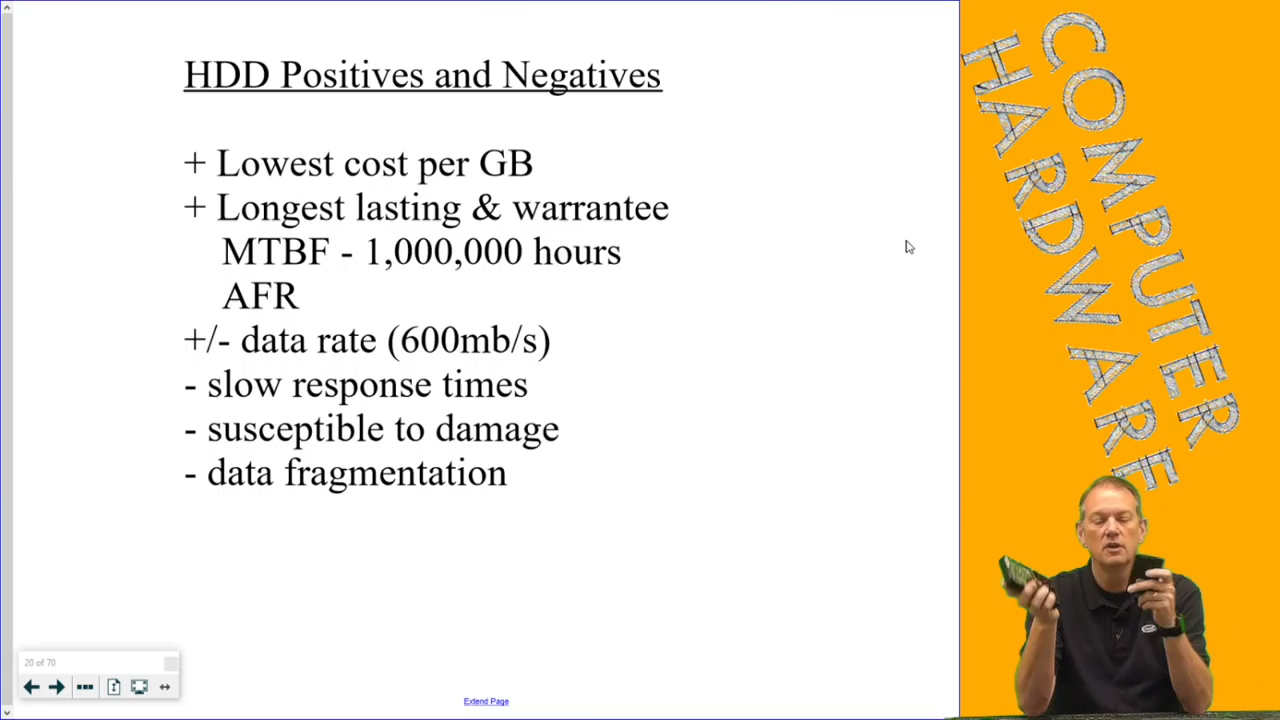 HDD Positives and Negatives
+ Lowest cost per GB
+ Longest lasting & warrantee
MTBF - 1,000,000 hours
AFR
+/- data rate (600mb/s)
- slow response times
- susceptible to damage
- data fragmentation
20 of 70
Extend Page
COMPUTER
HARDWARE